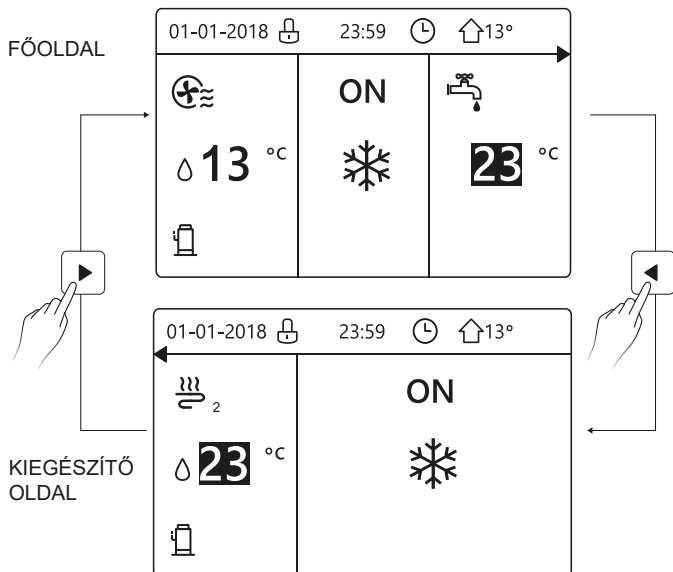 FŐOLDAL
01-01-2018 23:59 13°
ON
13 °C
23 °C
01-01-2018 23:59 13°
2
ON
23 °C
KIEGÉSZÍTŐ
OLDAL